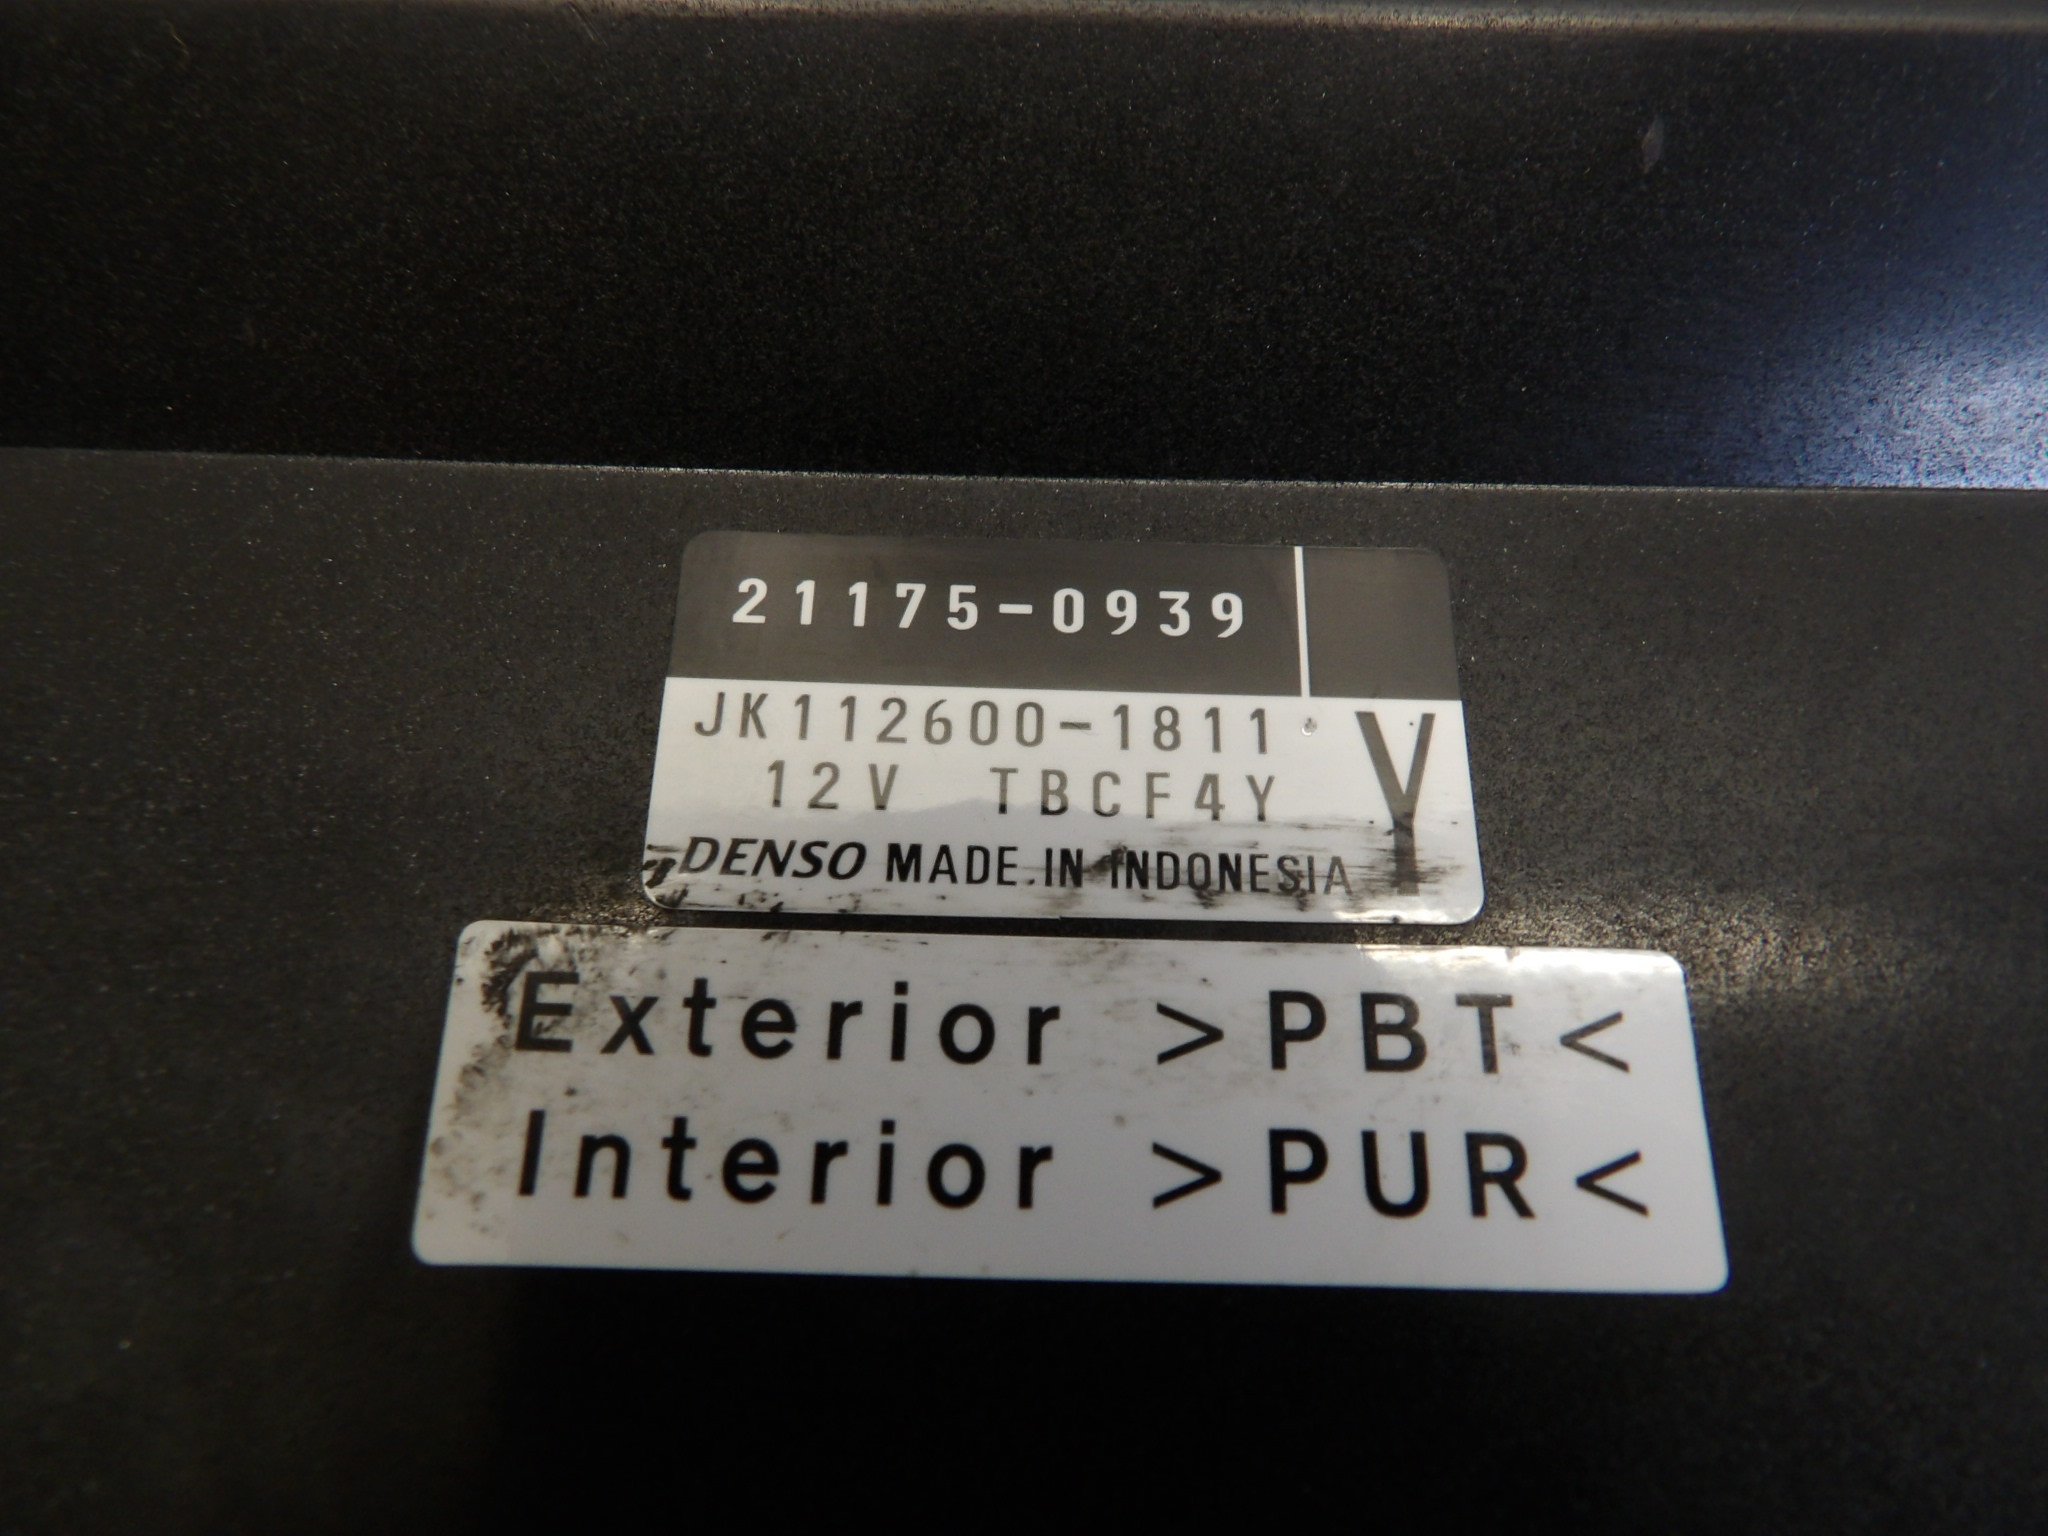 21175-0939
JK112600-1811
12V TBCF4Y
Y
DENSO MADE IN INDONESIA
Exterior >PBT<
Interior >PUR<